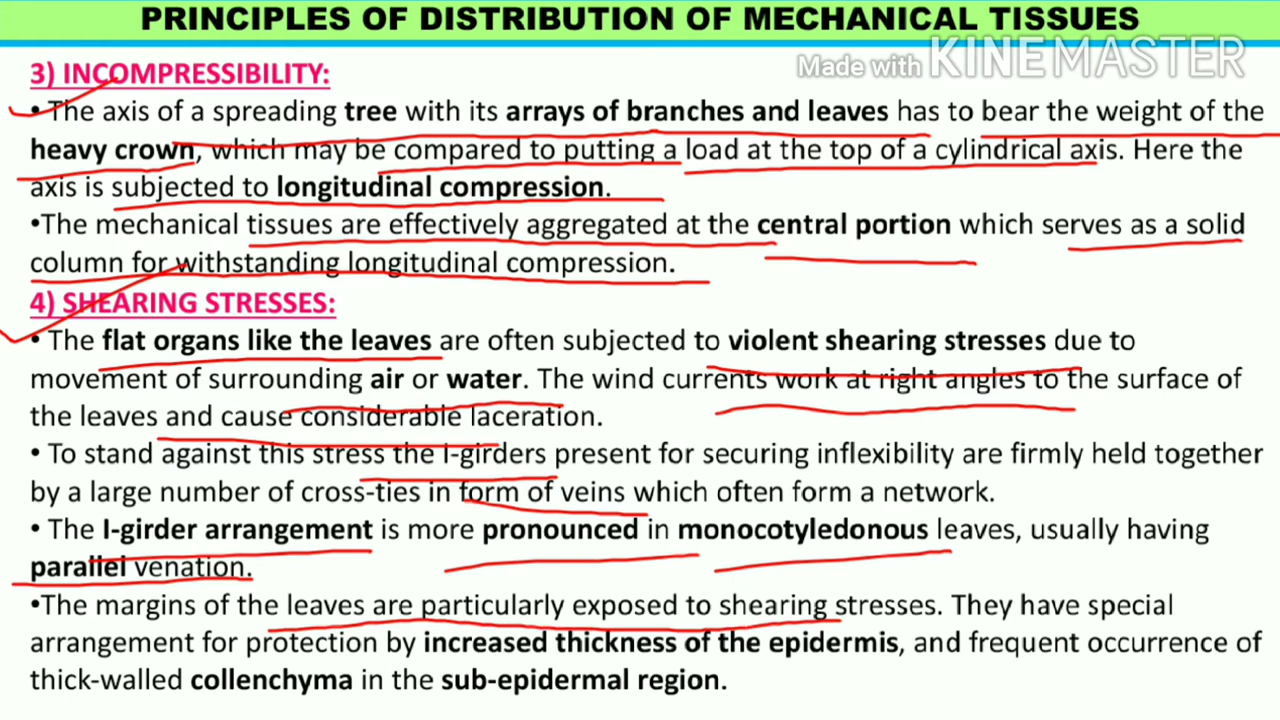 PRINCIPLES OF DISTRIBUTION OF MECHANICAL TISSUES
Made with KINEMASTER
3) INCOMPRESSIBILITY:
• The axis of a spreading tree with its arrays of branches and leaves has to bear the weight of the
heavy crown, which may be compared to putting a load at the top of a cylindrical axis. Here the
axis is subjected to longitudinal compression.
•The mechanical tissues are effectively aggregated at the central portion which serves as a solid
column for withstanding longitudinal compression.
4) SHEARING STRESSES:
• The flat organs like the leaves are often subjected to violent shearing stresses due to
movement of surrounding air or water. The wind currents work at right angles to the surface of
the leaves and cause considerable laceration.
• To stand against this stress the I-girders present for securing inflexibility are firmly held together
by a large number of cross-ties in form of veins which often form a network.
• The I-girder arrangement is more pronounced in monocotyledonous leaves, usually having
parallel venation.
•The margins of the leaves are particularly exposed to shearing stresses. They have special
arrangement for protection by increased thickness of the epidermis, and frequent occurrence of
thick-walled collenchyma in the sub-epidermal region.